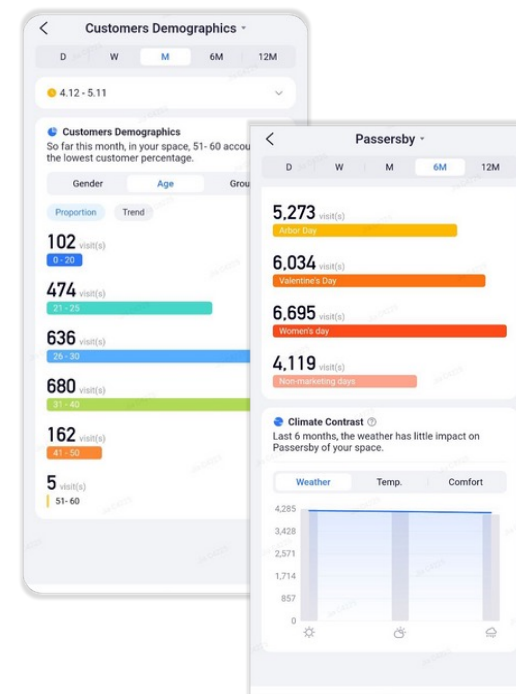 Customers Demographics
D W M 6M 12M
4.12 - 5.11
Customers Demographics
So far this month, in your space, 51- 60 accou
the lowest customer percentage.
Gender Age Grou
Proportion Trend
102 visit(s)
0 - 20
474 visit(s)
21 - 25
636 visit(s)
26 - 30
680 visit(s)
31 - 40
162 visit(s)
41 - 50
5 visit(s)
51- 60
Passersby
D W M 6M 12M
5,273 visit(s)
Arbor Day
6,034 visit(s)
Valentine's Day
6,695 visit(s)
Women's day
4,119 visit(s)
Non-marketing days
Climate Contrast
Last 6 months, the weather has little impact on
Passersby of your space.
Weather Temp. Comfort
4,285
3,428
2,571
1,714
857
0